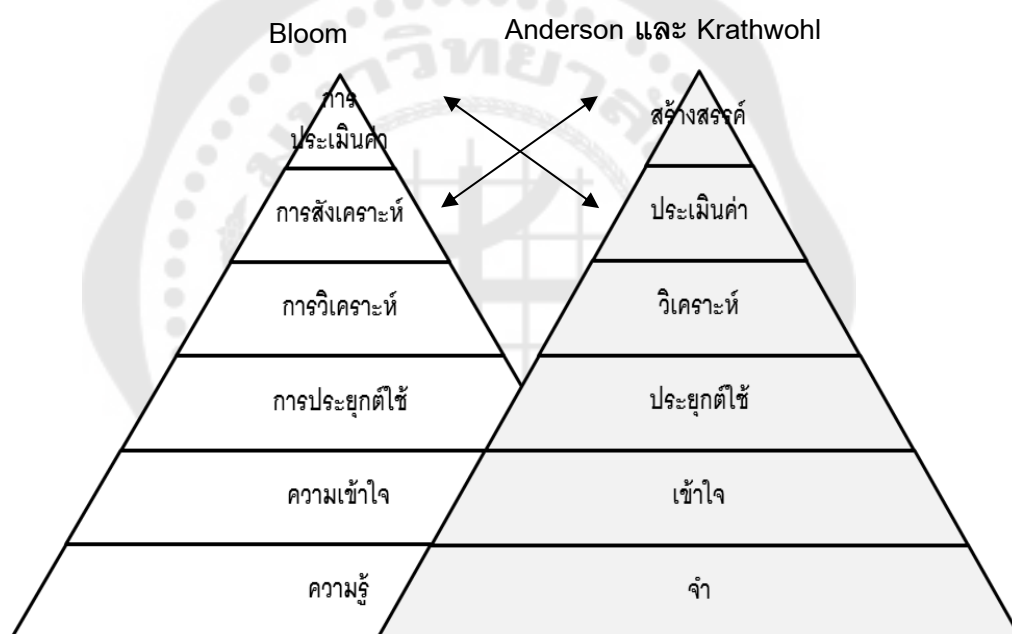 Bloom
Anderson และ Krathwohl
การ
ประเมินค่า
การสังเคราะห์
การวิเคราะห์
การประยุกต์ใช้
ความเข้าใจ
ความรู้
สร้างสรรค์
ประเมินค่า
วิเคราะห์
ประยุกต์ใช้
เข้าใจ
จำ